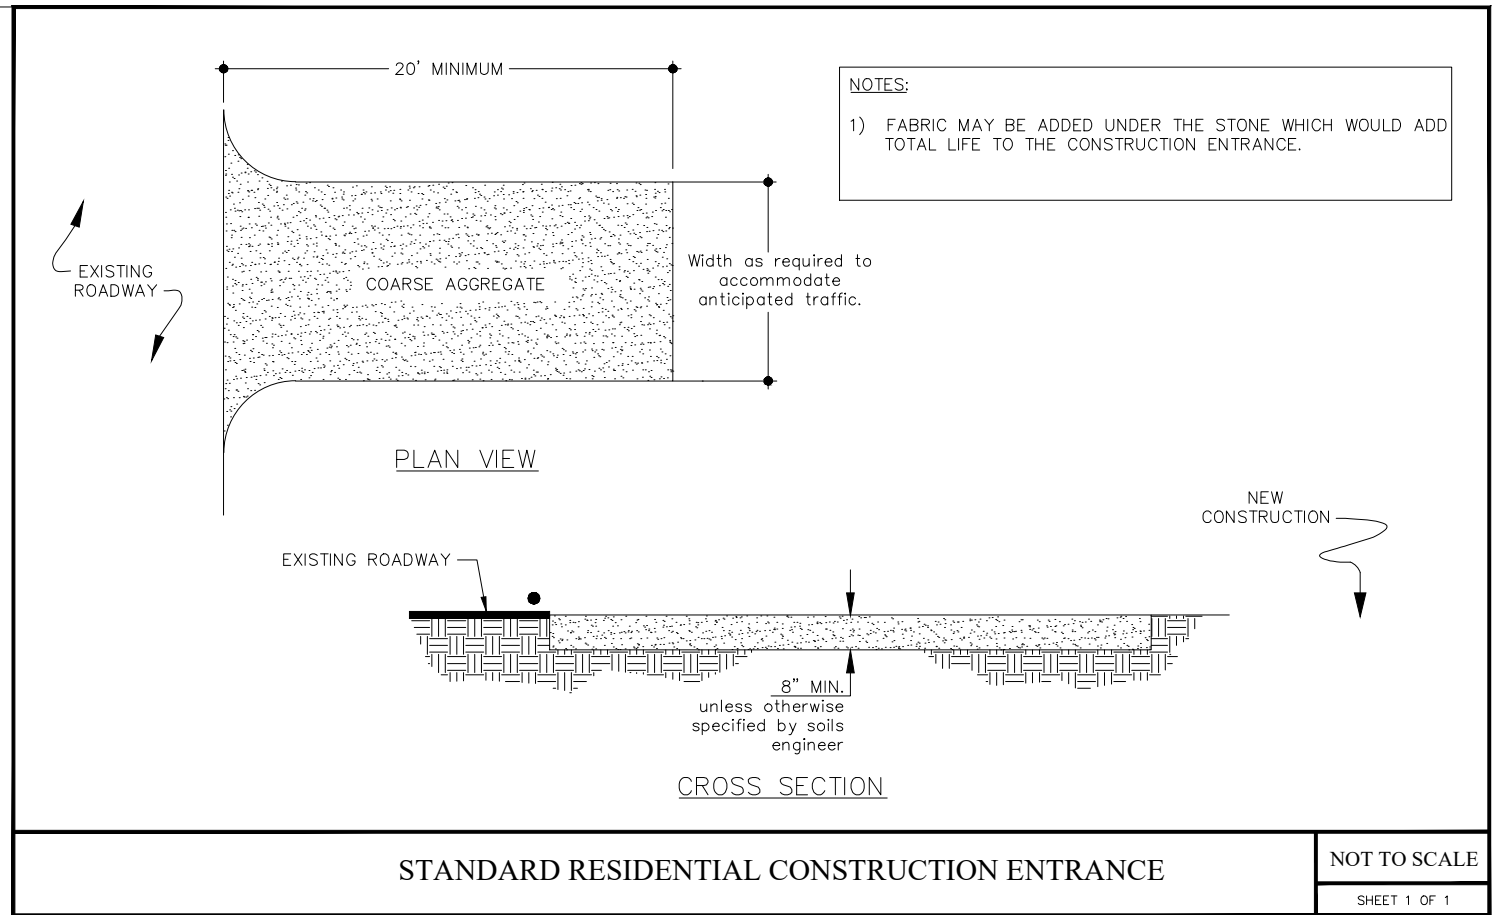 20' MINIMUM
NOTES:
1) FABRIC MAY BE ADDED UNDER THE STONE WHICH WOULD ADD
TOTAL LIFE TO THE CONSTRUCTION ENTRANCE.
EXISTING
ROADWAY
COARSE AGGREGATE
Width as required to
accommodate
anticipated traffic.
PLAN VIEW
NEW
CONSTRUCTION
EXISTING ROADWAY
8" MIN.
unless otherwise
specified by soils
engineer
CROSS SECTION
STANDARD RESIDENTIAL CONSTRUCTION ENTRANCE
NOT TO SCALE
SHEET 1 OF 1